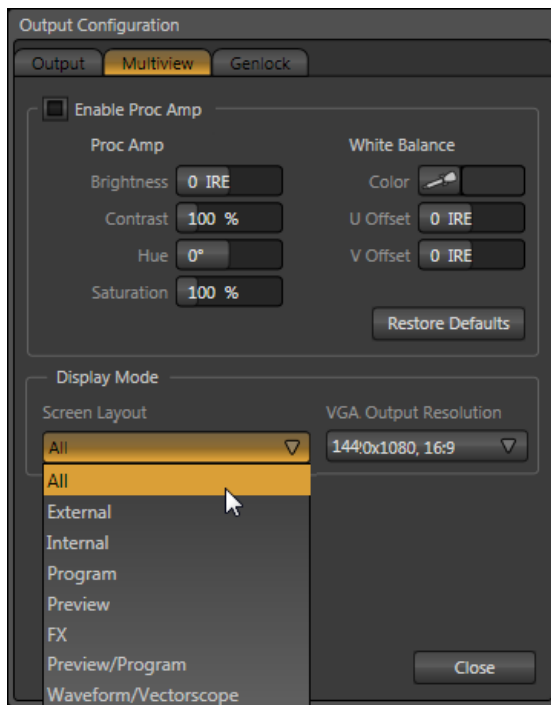 Output Configuration
Output Multiview Genlock
Enable Proc Amp
Proc Amp White Balance
Brightness 0 IRE Color
Contrast 100 % U Offset 0 IRE
Hue 0° V Offset 0 IRE
Saturation 100 %
Restore Defaults
Display Mode
Screen Layout VGA Output Resolution
All 1440x1080, 16:9
All
External
Internal
Program
Preview
FX
Preview/Program
Close
Waveform/Vectorscope